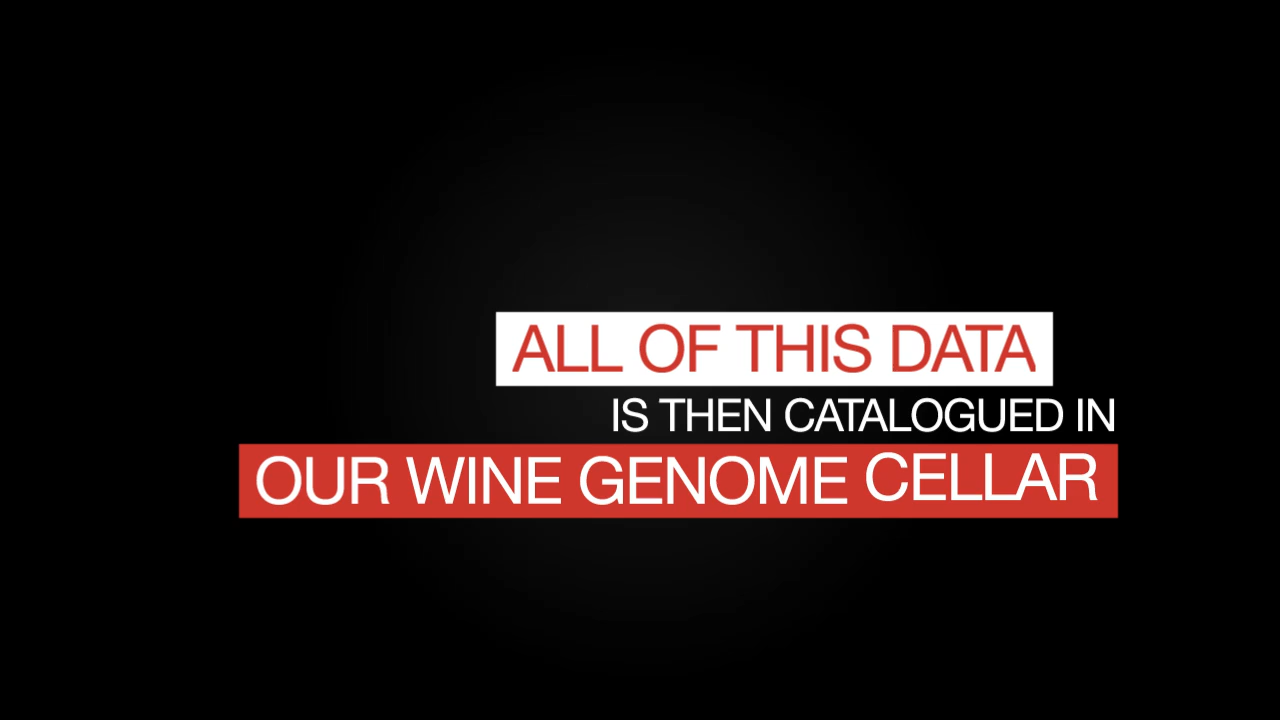 ALL OF THIS DATA
IS THEN CATALOGUED IN
OUR WINE GENOME CELLAR